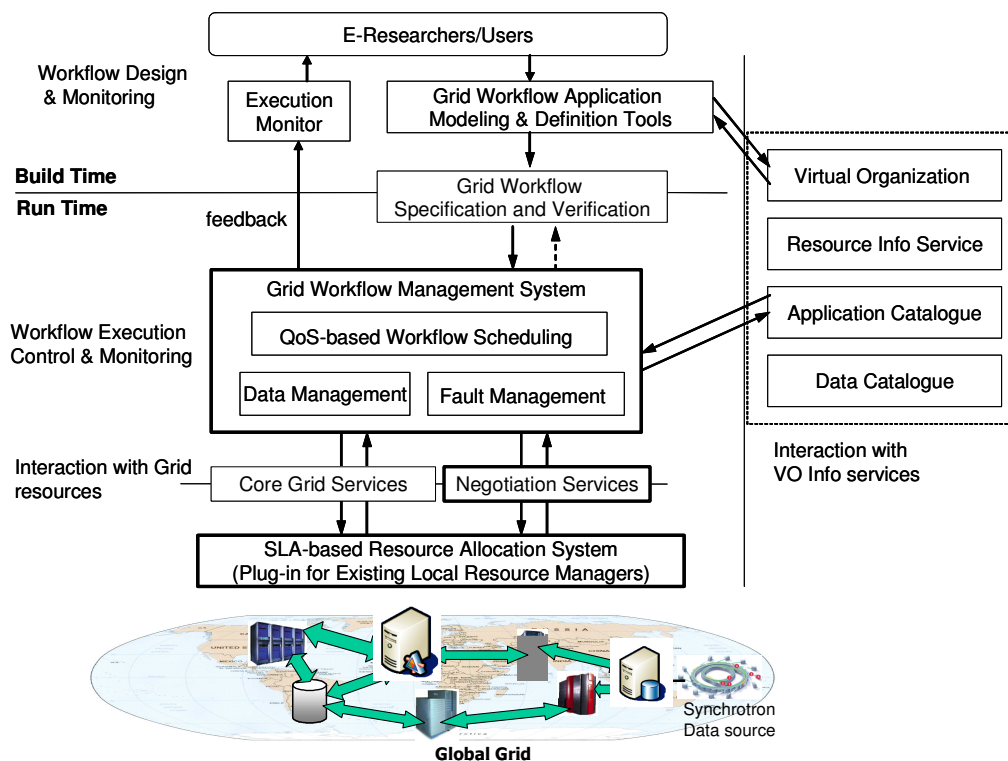 E-Researchers/Users
Workflow Design
& Monitoring
Execution
Monitor
Grid Workflow Application
Modeling & Definition Tools
Build Time
Run Time
feedback
Grid Workflow
Specification and Verification
Virtual Organization
Resource Info Service
Application Catalogue
Data Catalogue
Interaction with
VO Info services
Workflow Execution
Control & Monitoring
Grid Workflow Management System
QoS-based Workflow Scheduling
Data Management
Fault Management
Interaction with Grid
resources
Core Grid Services
Negotiation Services
SLA-based Resource Allocation System
(Plug-in for Existing Local Resource Managers)
Synchrotron
Data source
Global Grid